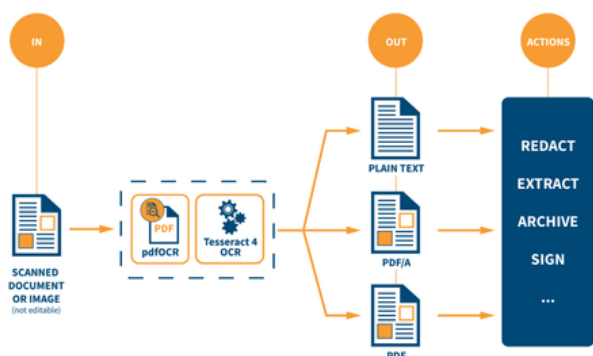 IN
OUT
ACTIONS
SCANNED
DOCUMENT
OR IMAGE
(not editable)
PDF
pdfOCR
Tesseract 4
OCR
PLAIN TEXT
PDF/A
PDF
REDACT
EXTRACT
ARCHIVE
SIGN
...